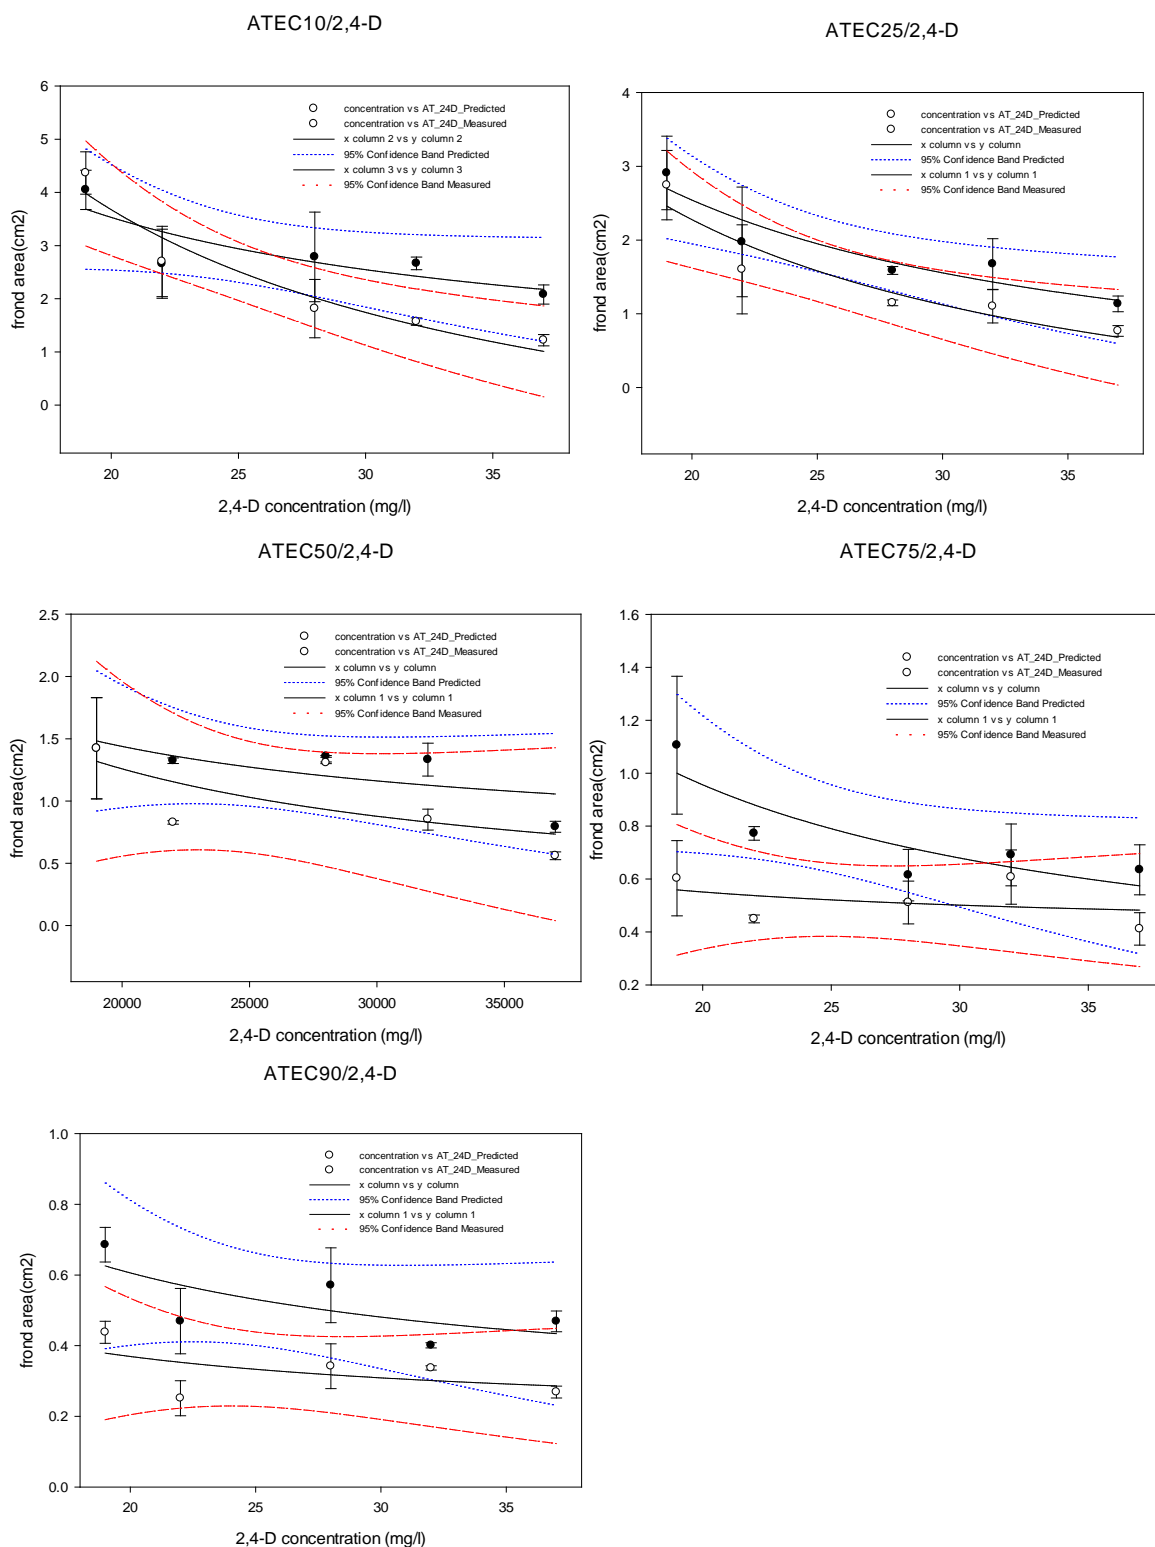 ATEC10/2,4-D
frond area(cm2)
6
5
4
3
2
1
0
concentration vs AT_24D_Predicted
concentration vs AT_24D_Measured
x column 2 vs y column 2
95% Confidence Band Predicted
x column 3 vs y column 3
95% Confidence Band Measured
20 25 30 35
2,4-D concentration (mg/l)
ATEC25/2,4-D
frond area(cm2)
4
3
2
1
0
concentration vs AT_24D_Predicted
concentration vs AT_24D_Measured
x column vs y column
95% Confidence Band Predicted
x column 1 vs y column 1
95% Confidence Band Measured
20 25 30 35
2,4-D concentration (mg/l)
ATEC50/2,4-D
frond area(cm2)
2.5
2.0
1.5
1.0
0.5
0.0
concentration vs AT_24D_Predicted
concentration vs AT_24D_Measured
x column vs y column
95% Confidence Band Predicted
x column 1 vs y column 1
95% Confidence Band Measured
20000 25000 30000 35000
2,4-D concentration (mg/l)
ATEC75/2,4-D
frond area(cm2)
1.6
1.4
1.2
1.0
0.8
0.6
0.4
0.2
concentration vs AT_24D_Predicted
concentration vs AT_24D_Measured
x column vs y column
95% Confidence Band Predicted
x column 1 vs y column 1
95% Confidence Band Measured
20 25 30 35
2,4-D concentration (mg/l)
ATEC90/2,4-D
frond area(cm2)
1.0
0.8
0.6
0.4
0.2
0.0
concentration vs AT_24D_Predicted
concentration vs AT_24D_Measured
x column vs y column
95% Confidence Band Predicted
x column 1 vs y column 1
95% Confidence Band Measured
20 25 30 35
2,4-D concentration (mg/l)